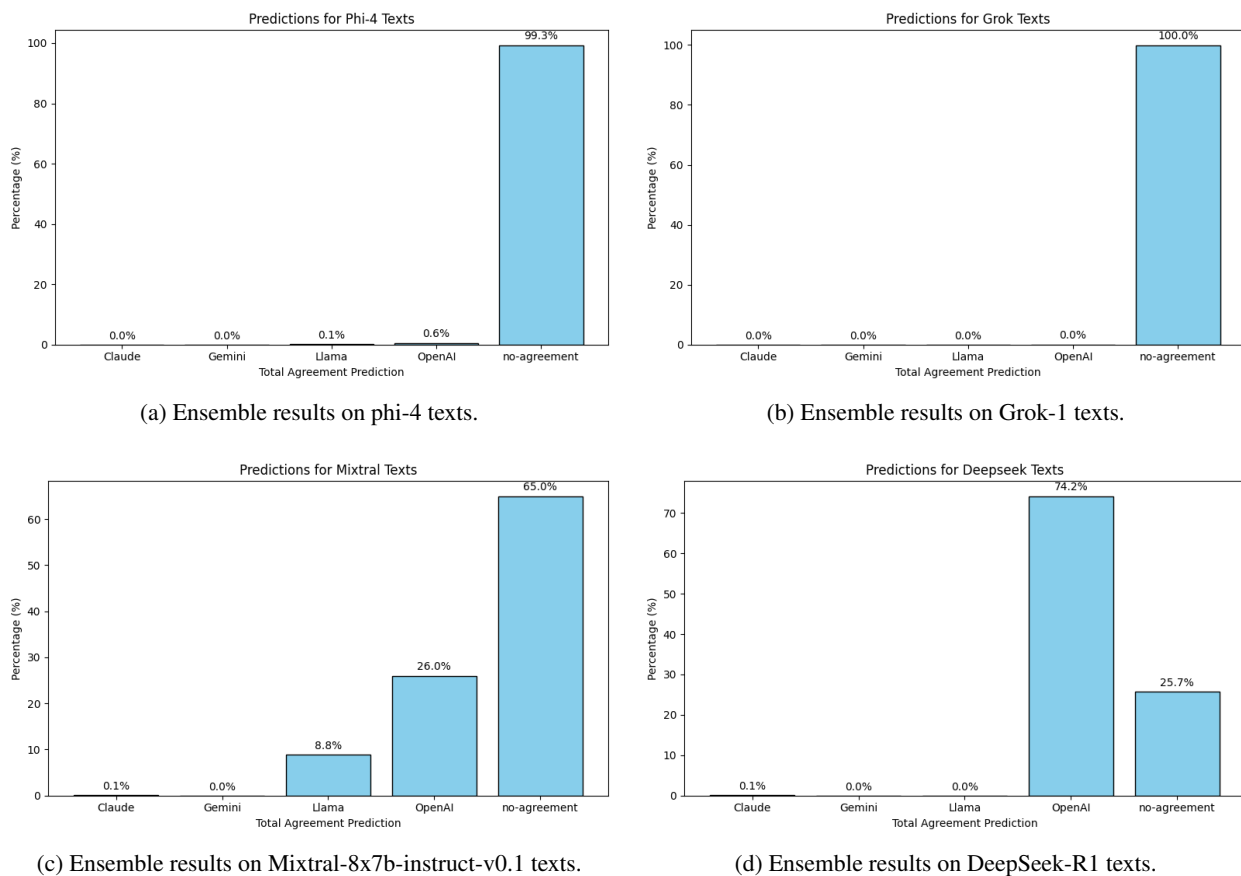 Predictions for Phi-4 Texts
99.3%
100
80
60
40
20
0
Percentage (%)
0.0%
0.0%
0.1%
0.6%
Claude
Gemini
Llama
OpenAI
no-agreement
Total Agreement Prediction
(a) Ensemble results on phi-4 texts.
Predictions for Grok Texts
100.0%
100
80
60
40
20
0
Percentage (%)
0.0%
0.0%
0.0%
0.0%
Claude
Gemini
Llama
OpenAI
no-agreement
Total Agreement Prediction
(b) Ensemble results on Grok-1 texts.
Predictions for Mixtral Texts
65.0%
60
50
40
30
20
10
0
Percentage (%)
0.1%
0.0%
8.8%
26.0%
Claude
Gemini
Llama
OpenAI
no-agreement
Total Agreement Prediction
(c) Ensemble results on Mixtral-8x7b-instruct-v0.1 texts.
Predictions for Deepseek Texts
74.2%
70
60
50
40
30
20
10
0
Percentage (%)
0.1%
0.0%
0.0%
25.7%
Claude
Gemini
Llama
OpenAI
no-agreement
Total Agreement Prediction
(d) Ensemble results on DeepSeek-R1 texts.